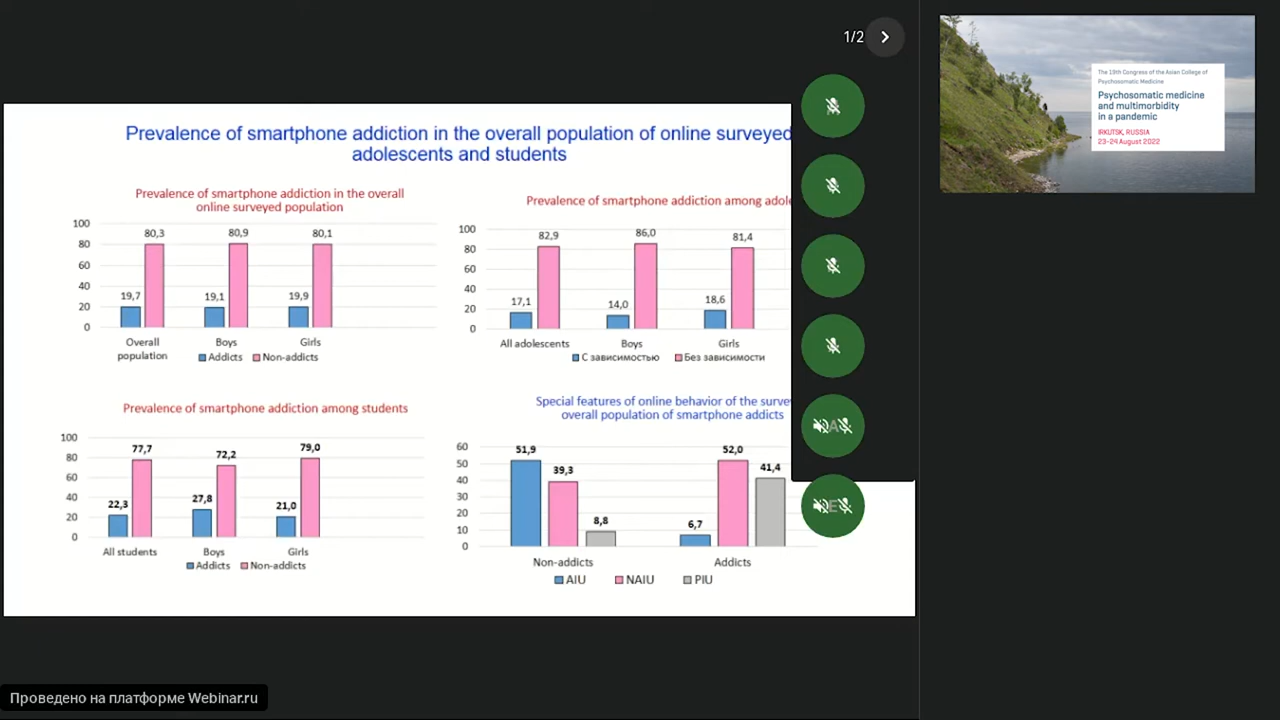 1/2
Prevalence of smartphone addiction in the overall population of online surveyed
adolescents and students
Prevalence of smartphone addiction in the overall
online surveyed population
100
80
60
40
20
0
80,3
80,9
80,1
19,7
19,1
19,9
Overall
population
Boys
Girls
Addicts
Non-addicts
Prevalence of smartphone addiction among
100
80
60
40
20
0
82,9
86,0
81,4
17,1
14,0
18,6
All adolescents
Boys
Girls
С зависимостью
Без зависимости
Prevalence of smartphone addiction among students
100
80
60
40
20
0
77,7
72,2
79,0
22,3
27,8
21,0
All students
Boys
Girls
Addicts
Non-addicts
Special features of online behavior of the
overall population of smartphone addicts
60
50
40
30
20
10
0
51,9
39,3
8,8
6,7
52,0
41,4
Non-addicts
Addicts
AIU
NAIU
PIU
A
E
The 19th Congress of the Asian College of
Psychosomatic Medicine
Psychosomatic medicine
and multimorbidity
in a pandemic
IRKUTSK, RUSSIA
23-24 August 2022
Проведено на платформе Webinar.ru